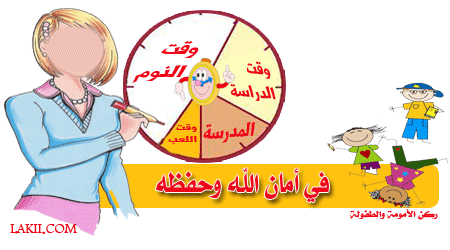 وقت
النوم
وقت
الدراسة
المدرسة
وقت
اللعب
في أمان الله وحفظه
ركن الأمومة والطفولة
LAKII.COM